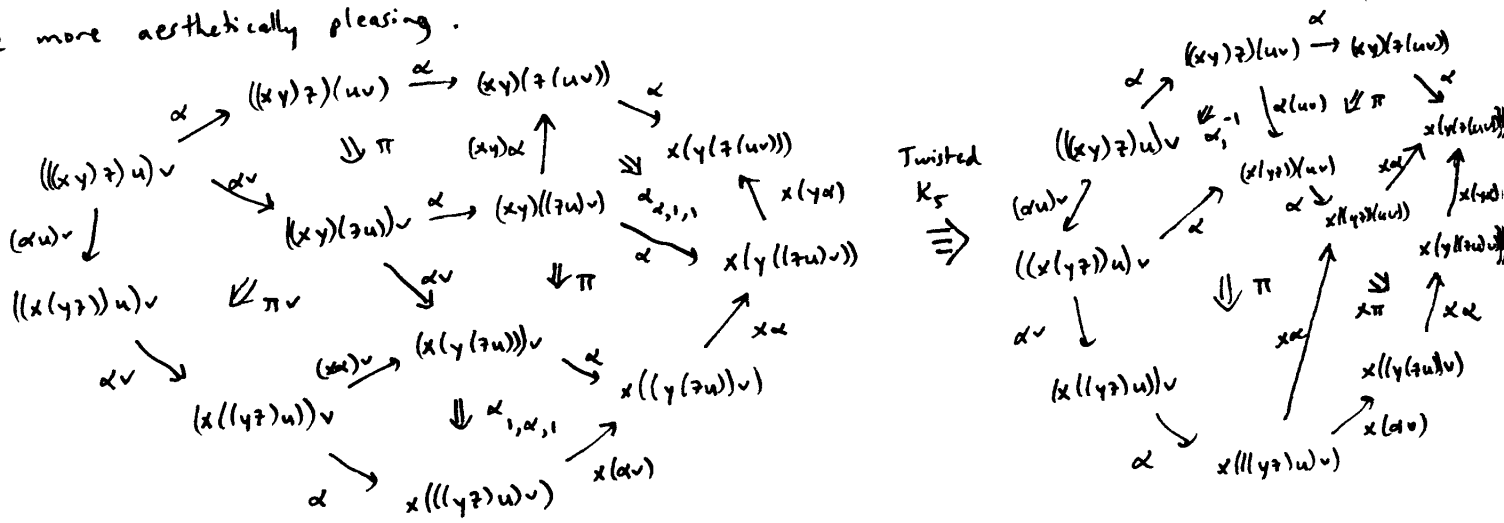 more aesthetically pleasing.
((xy)z)(uv) α→ (xy)(z(uv))
α α
⇓ π (xy)α
(((xy)z)u)v αv x(y(z(uv)))
((xy)(zu))v α→ (xy)((zu)v) α_{α,1,1} x(yα)
(αu)v α
x(y((zu)v))
((x(yz))u)v ⇙ πv αv ⇓ π
xα
αv (xα)v (x(y(zu)))v α
x((y(zu))v)
(x((yz)u))v ⇓ α_{1,α,1}
α x(αv)
x(((yz)u)v)
Twisted
K₅
⇛
α
((xy)z)(uv) → (xy)(z(uv))
α ⇙ α(uv) ⇙ π α
(((xy)z)u)v x(y(z(uv)))
(x(yz))(uv) xα
(αu)v α x((yz)(uv))
α x(y((zu)v))
((x(yz))u)v ⇓ π ⇘
xπ xα
αv xα
(x((yz)u))v x((y(zu))v)
α x(αv)
x(((yz)u)v)